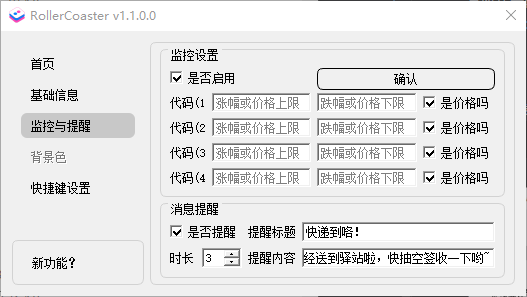 RollerCoaster v1.1.0.0
首页
基础信息
监控与提醒
背景色
快捷键设置
新功能？
监控设置
是否启用 确认
代码(1 涨幅或价格上限 跌幅或价格下限 是价格吗
代码(2 涨幅或价格上限 跌幅或价格下限 是价格吗
代码(3 涨幅或价格上限 跌幅或价格下限 是价格吗
代码(4 涨幅或价格上限 跌幅或价格下限 是价格吗
消息提醒
是否提醒 提醒标题 快递到咯！
时长 3 提醒内容 经送到驿站啦，快抽空签收一下哟~